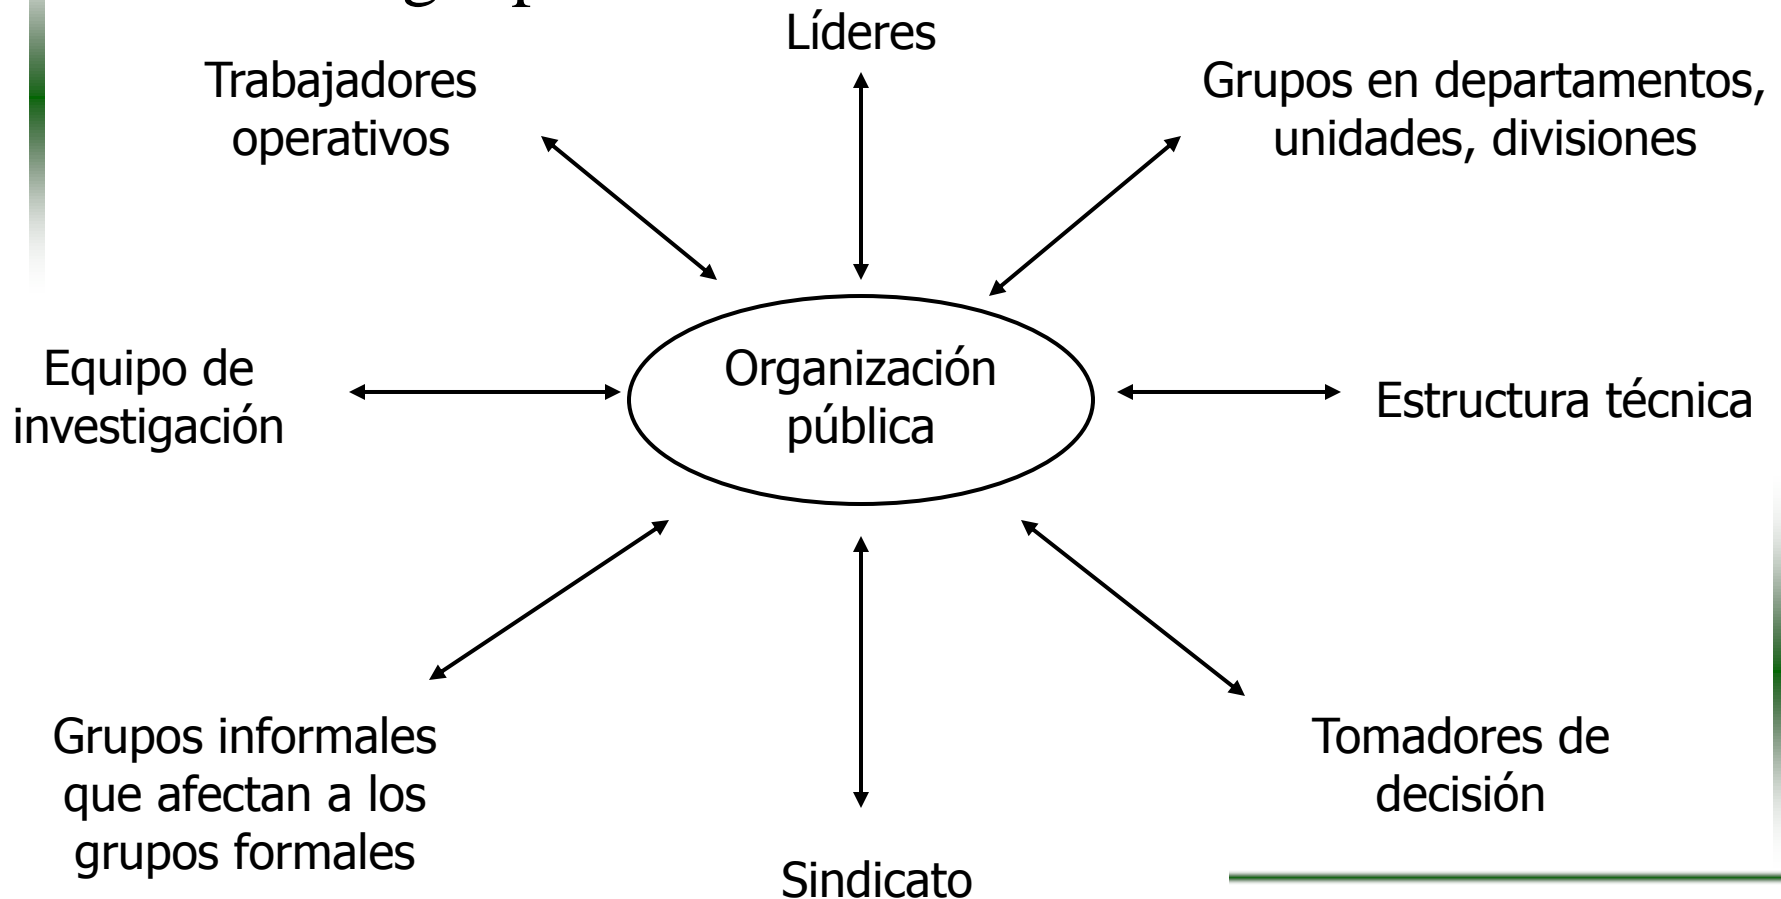 Líderes
Trabajadores
operativos
Grupos en departamentos,
unidades, divisiones
Equipo de
investigación
Organización
pública
Estructura técnica
Grupos informales
que afectan a los
grupos formales
Tomadores de
decisión
Sindicato